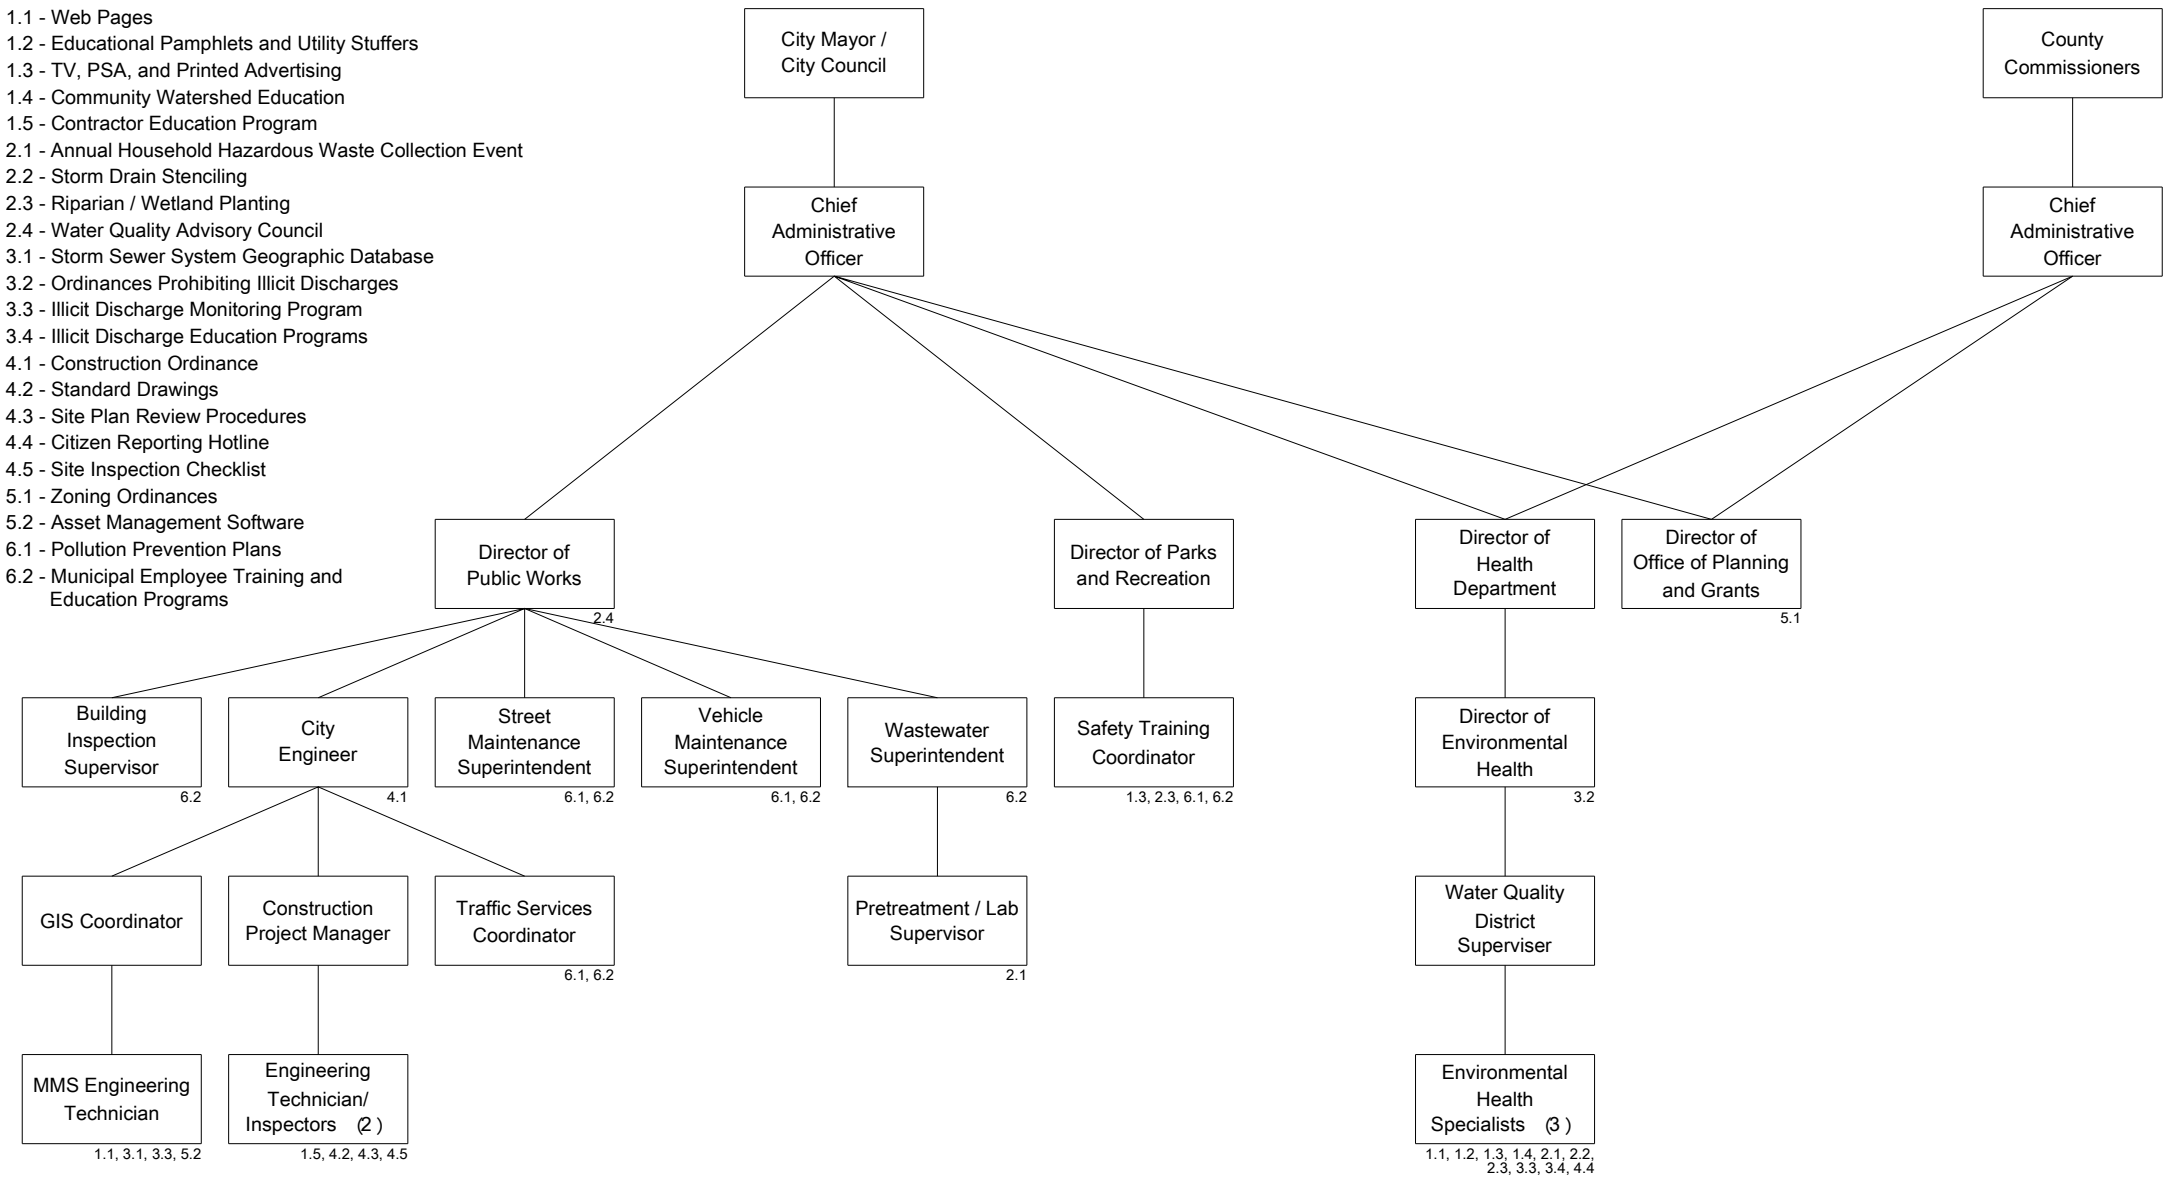 1.1 - Web Pages
1.2 - Educational Pamphlets and Utility Stuffers
1.3 - TV, PSA, and Printed Advertising
1.4 - Community Watershed Education
1.5 - Contractor Education Program
2.1 - Annual Household Hazardous Waste Collection Event
2.2 - Storm Drain Stenciling
2.3 - Riparian / Wetland Planting
2.4 - Water Quality Advisory Council
3.1 - Storm Sewer System Geographic Database
3.2 - Ordinances Prohibiting Illicit Discharges
3.3 - Illicit Discharge Monitoring Program
3.4 - Illicit Discharge Education Programs
4.1 - Construction Ordinance
4.2 - Standard Drawings
4.3 - Site Plan Review Procedures
4.4 - Citizen Reporting Hotline
4.5 - Site Inspection Checklist
5.1 - Zoning Ordinances
5.2 - Asset Management Software
6.1 - Pollution Prevention Plans
6.2 - Municipal Employee Training and
Education Programs
City Mayor /
City Council
County
Commissioners
Chief
Administrative
Officer
Chief
Administrative
Officer
Director of
Public Works
2.4
Director of Parks
and Recreation
Director of
Health
Department
Director of
Office of Planning
and Grants
5.1
Building
Inspection
Supervisor
6.2
City
Engineer
4.1
Street
Maintenance
Superintendent
6.1, 6.2
Vehicle
Maintenance
Superintendent
6.1, 6.2
Wastewater
Superintendent
6.2
Safety Training
Coordinator
1.3, 2.3, 6.1, 6.2
Director of
Environmental
Health
3.2
GIS Coordinator
Construction
Project Manager
Traffic Services
Coordinator
6.1, 6.2
Pretreatment / Lab
Supervisor
2.1
Water Quality
District
Superviser
MMS Engineering
Technician
1.1, 3.1, 3.3, 5.2
Engineering
Technician/
Inspectors (2)
1.5, 4.2, 4.3, 4.5
Environmental
Health
Specialists (3)
1.1, 1.2, 1.3, 1.4, 2.1, 2.2,
2.3, 3.3, 3.4, 4.4